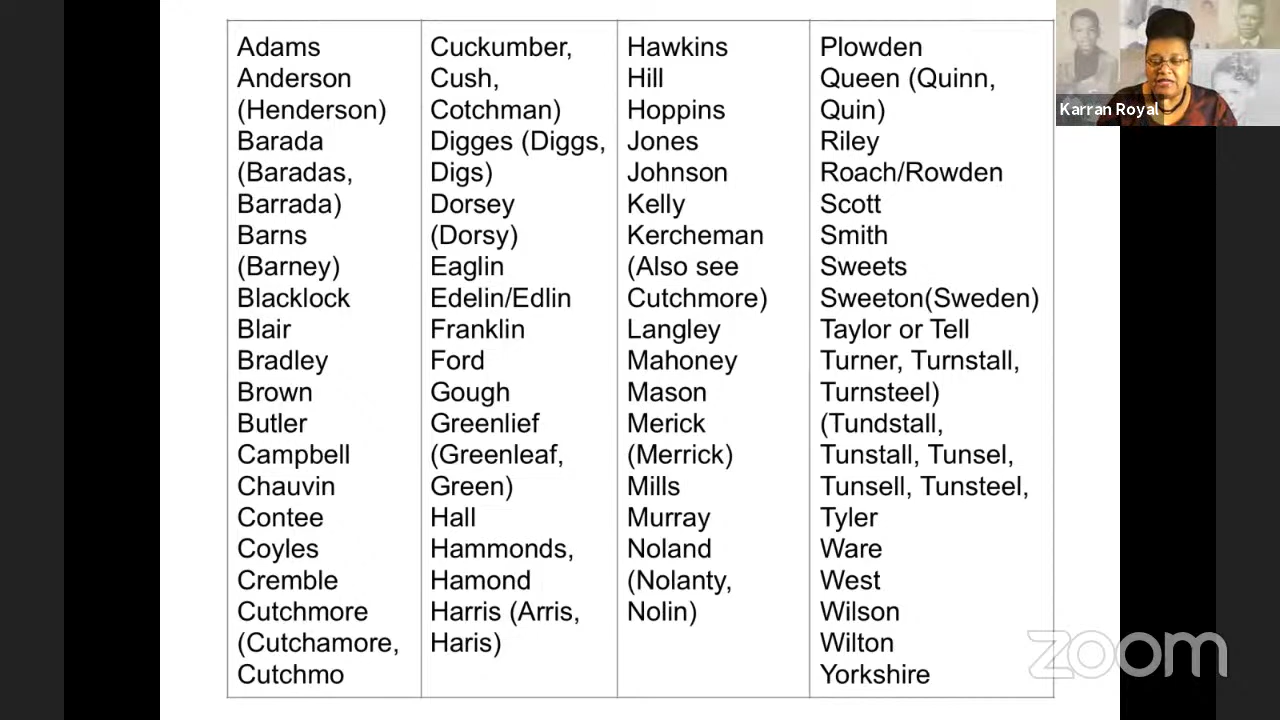 Adams
Anderson
(Henderson)
Barada
(Baradas,
Barrada)
Barns
(Barney)
Blacklock
Blair
Bradley
Brown
Butler
Campbell
Chauvin
Contee
Coyles
Cremble
Cutchmore
(Cutchamore,
Cutchmo
Cuckumber,
Cush,
Cotchman)
Digges (Diggs,
Digs)
Dorsey
(Dorsy)
Eaglin
Edelin/Edlin
Franklin
Ford
Gough
Greenlief
(Greenleaf,
Green)
Hall
Hammonds,
Hamond
Harris (Arris,
Haris)
Hawkins
Hill
Hoppins
Jones
Johnson
Kelly
Kercheman
(Also see
Cutchmore)
Langley
Mahoney
Mason
Merick
(Merrick)
Mills
Murray
Noland
(Nolanty,
Nolin)
Plowden
Queen (Quinn,
Quin)
Riley
Roach/Rowden
Scott
Smith
Sweets
Sweeton(Sweden)
Taylor or Tell
Turner, Turnstall,
Turnsteel)
(Tundstall,
Tunstall, Tunsel,
Tunsell, Tunsteel,
Tyler
Ware
West
Wilson
Wilton
Yorkshire
Karran Royal
zoom